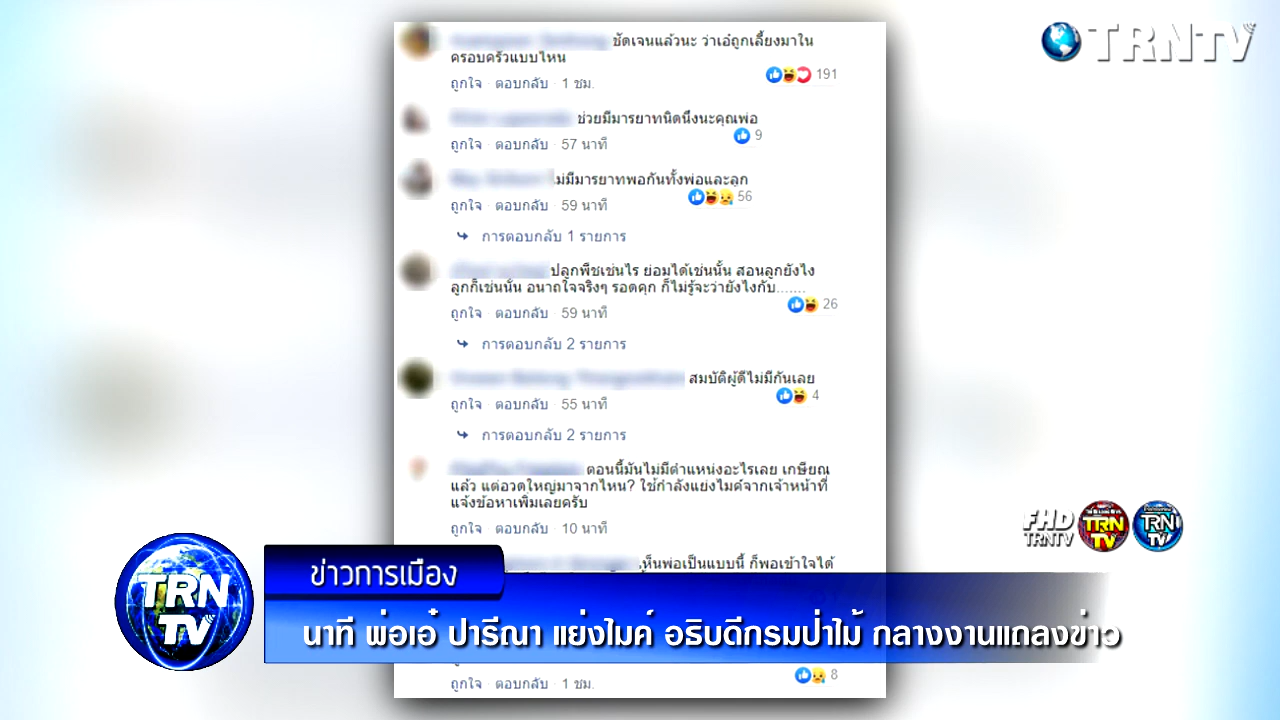 TRNTV
ชัดเจนแล้วนะ ว่าเอ๋ถูกเลี้ยงมาใน
ครอบครัวแบบไหน
191
ถูกใจ · ตอบกลับ · 1 ชม.
ช่วยมีมารยาทนิดนึงนะคุณพ่อ
9
ถูกใจ · ตอบกลับ · 57 นาที
ไม่มีมารยาทพอกันทั้งพ่อและลูก
56
ถูกใจ · ตอบกลับ · 59 นาที
การตอบกลับ 1 รายการ
ปลูกพืชเช่นไร ย่อมได้เช่นนั้น สอนลูกยังไง
ลูกก็เช่นนั้น อนาถใจจริงๆ รอดคุก ก็ไม่รู้จะว่ายังไงกับ.......
26
ถูกใจ · ตอบกลับ · 59 นาที
การตอบกลับ 2 รายการ
สมบัติผู้ดีไม่มีกันเลย
4
ถูกใจ · ตอบกลับ · 55 นาที
การตอบกลับ 2 รายการ
ตอนนี้มันไม่มีตำแหน่งอะไรเลย เกษียณ
แล้ว แต่อวดใหญ่มาจากไหน? ใช้กำลังแย่งไมค์จากเจ้าหน้าที่
แจ้งข้อหาเพิ่มเลยครับ
ถูกใจ · ตอบกลับ · 10 นาที
FHD
TRNTV
TRN
TV
TRN
TV
เห็นพ่อเป็นแบบนี้ ก็พอเข้าใจได้
TRN
TV
ข่าวการเมือง
นาที พ่อเอ๋ ปารีณา แย่งไมค์ อธิบดีกรมป่าไม้ กลางงานแถลงข่าว
8
ถูกใจ · ตอบกลับ · 1 ชม.